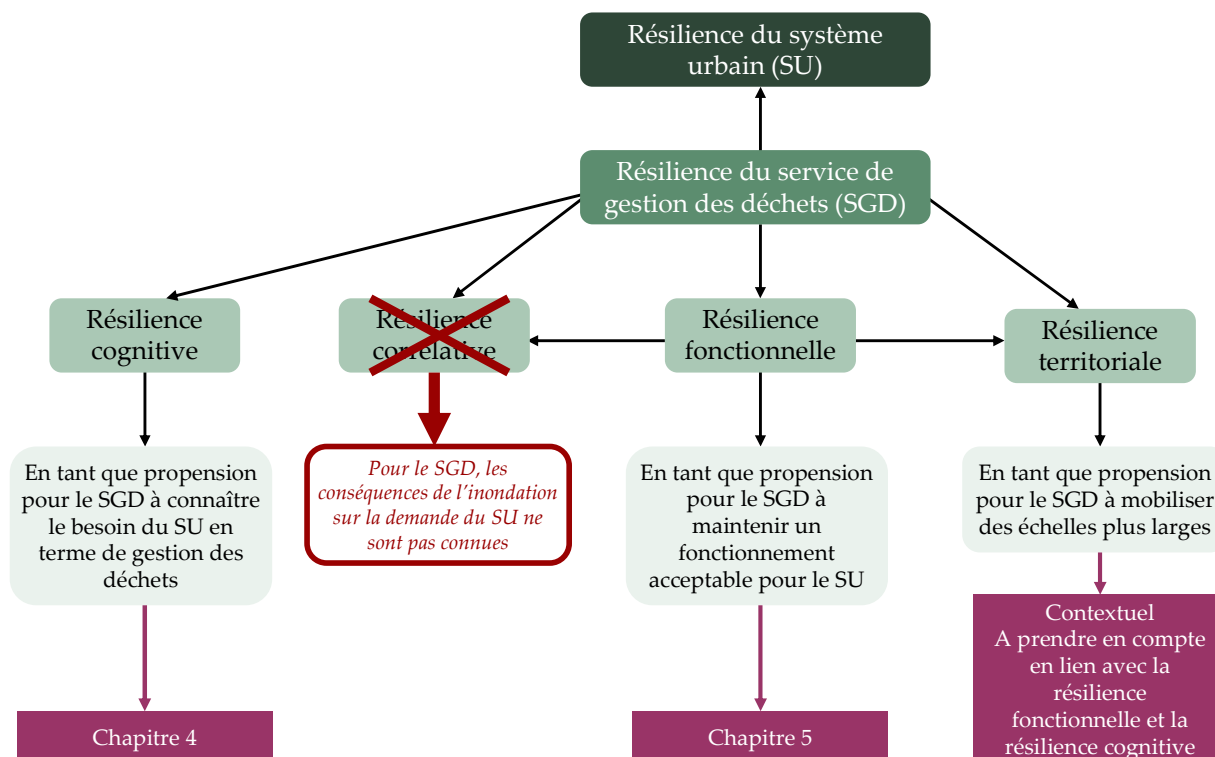 Résilience du système
urbain (SU)
Résilience du service de
gestion des déchets (SGD)
Résilience
cognitive
Résilience
corrélative
Résilience
fonctionnelle
Résilience
territoriale
En tant que propension
pour le SGD à connaître
le besoin du SU en
terme de gestion des
déchets
Pour le SGD, les
conséquences de l'inondation
sur la demande du SU ne
sont pas connues
En tant que propension
pour le SGD à
maintenir un
fonctionnement
acceptable pour le SU
En tant que propension
pour le SGD à mobiliser
des échelles plus larges
Chapitre 4
Chapitre 5
Contextuel
A prendre en compte
en lien avec la
résilience
fonctionnelle et la
résilience cognitive